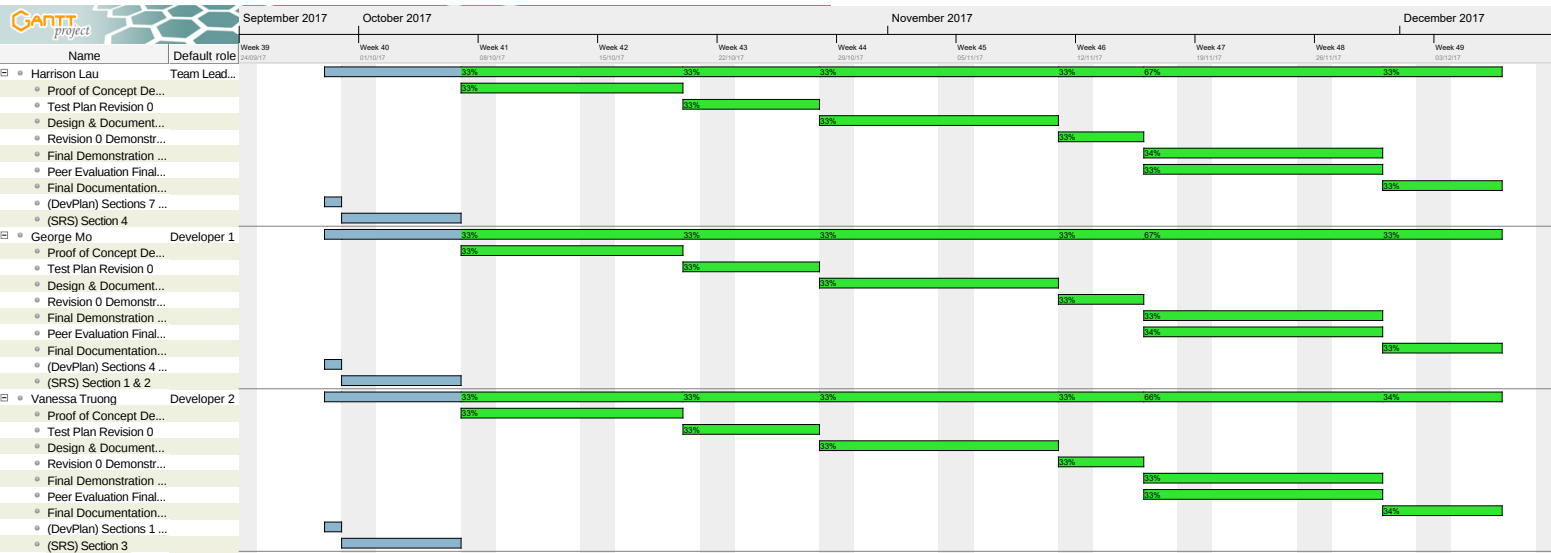 GANTT
project
September 2017 October 2017 November 2017 December 2017
Name Default role
Week 39 Week 40 Week 41 Week 42 Week 43 Week 44 Week 45 Week 46 Week 47 Week 48 Week 49
24/09/17 01/10/17 08/10/17 15/10/17 22/10/17 29/10/17 05/11/17 12/11/17 19/11/17 26/11/17 03/12/17
Harrison Lau Team Lead... 33% 33% 33% 33% 67% 33%
Proof of Concept De... 33%
Test Plan Revision 0 33%
Design & Document... 33%
Revision 0 Demonstr... 33%
Final Demonstration ... 34%
Peer Evaluation Final... 33%
Final Documentation... 33%
(DevPlan) Sections 7 ...
(SRS) Section 4
George Mo Developer 1 33% 33% 33% 33% 67% 33%
Proof of Concept De... 33%
Test Plan Revision 0 33%
Design & Document... 33%
Revision 0 Demonstr... 33%
Final Demonstration ... 33%
Peer Evaluation Final... 34%
Final Documentation... 33%
(DevPlan) Sections 4 ...
(SRS) Section 1 & 2
Vanessa Truong Developer 2 33% 33% 33% 33% 66% 34%
Proof of Concept De... 33%
Test Plan Revision 0 33%
Design & Document... 33%
Revision 0 Demonstr... 33%
Final Demonstration ... 33%
Peer Evaluation Final... 33%
Final Documentation... 34%
(DevPlan) Sections 1 ...
(SRS) Section 3